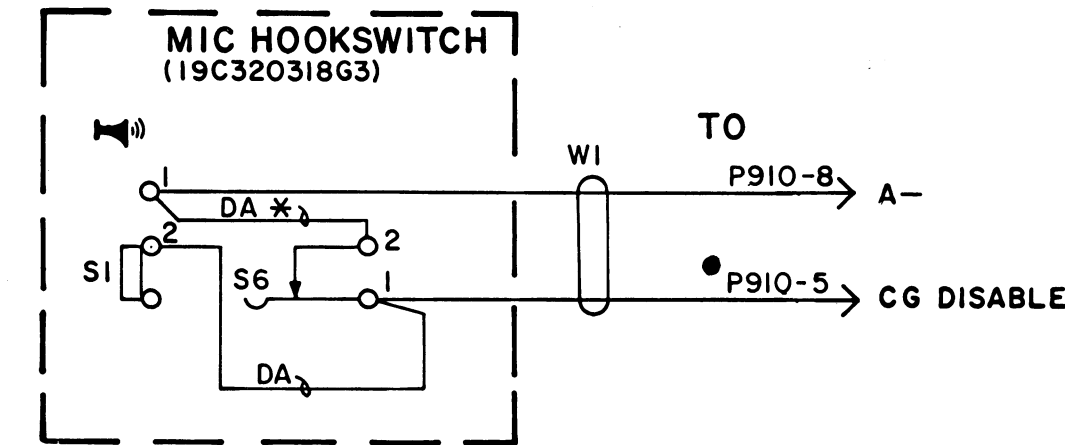 MIC HOOKSWITCH
(19C320318G3)
TO
W1
1
P910-8
A-
DA *
2
2
S1
S6
1
P910-5
CG DISABLE
DA